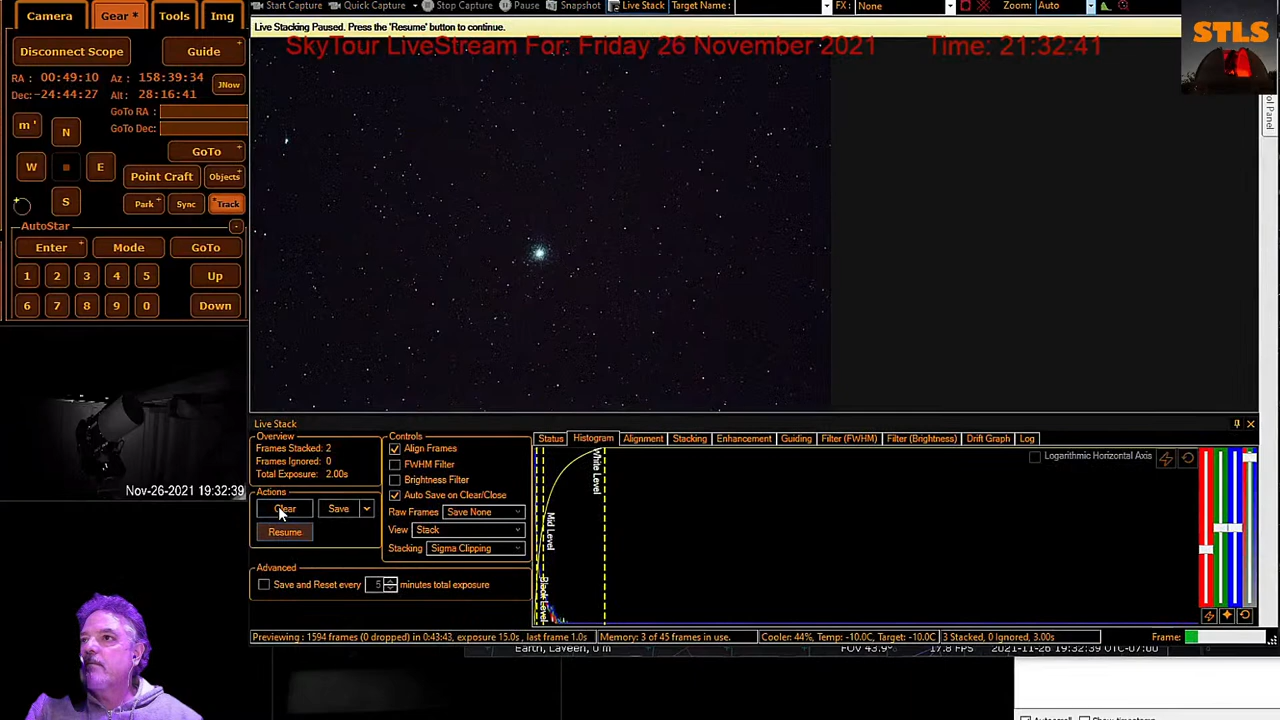 Camera Gear * Tools Img
Start Capture Quick Capture Stop Capture Pause Snapshot Live Stack Target Name: FX: None Zoom: Auto
Live Stacking Paused. Press the 'Resume' button to continue.
SkyTour LiveStream For: Friday 26 November 2021 Time: 21:32:41
STLS
Disconnect Scope Guide +
RA : 00:49:10 Az : 158:39:34
Dec:-24:44:27 Alt : 28:16:41
JNow
GoTo RA :
GoTo Dec:
m '
N
GoTo +
W E
Point Craft Objects+
S
Park + Sync *Track
AutoStar -
Enter + Mode GoTo
1 2 3 4 5 Up
6 7 8 9 0 Down
Nov-26-2021 19:32:39
Live Stack
Overview
Frames Stacked: 2
Frames Ignored: 0
Total Exposure: 2.00s
Actions
Clear Save
Resume
Controls
Align Frames
FWHM Filter
Brightness Filter
Auto Save on Clear/Close
Raw Frames Save None
View Stack
Stacking Sigma Clipping
Advanced
Save and Reset every 5 minutes total exposure
Status Histogram Alignment Stacking Enhancement Guiding Filter (FWHM) Filter (Brightness) Drift Graph Log
Logarithmic Horizontal Axis
White Level
Mid Level
Black Level
Previewing : 1594 frames (0 dropped) in 0:43:43, exposure 15.0s , last frame 1.0s Memory: 3 of 45 frames in use. Cooler: 44%, Temp: -10.0C, Target: -10.0C 3 Stacked, 0 Ignored, 3.00s Frame:
Earth, Laveen, 0 m FOV 43.9° 17.8 FPS 2021-11-26 19:32:39 UTC-07:00
Autoscroll Show timestamp